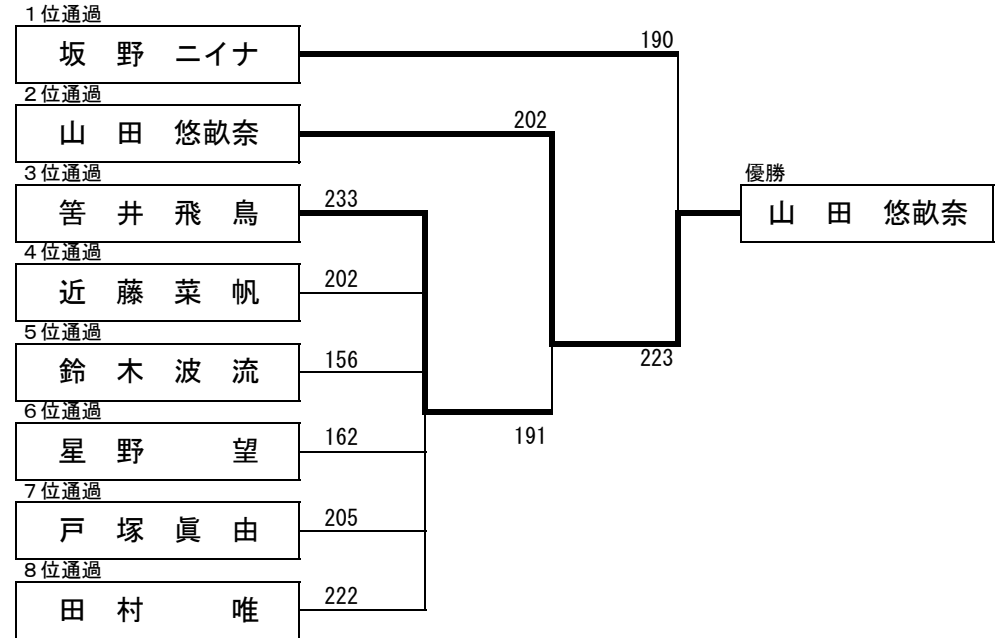 1位通過
坂 野 ニイナ
190
2位通過
山 田 悠畝奈
202
3位通過
筈 井 飛 鳥
233
優勝
山 田 悠畝奈
4位通過
近 藤 菜 帆
202
5位通過
鈴 木 波 流
156
223
6位通過
星 野 望
162
191
7位通過
戸 塚 眞 由
205
8位通過
田 村 唯
222